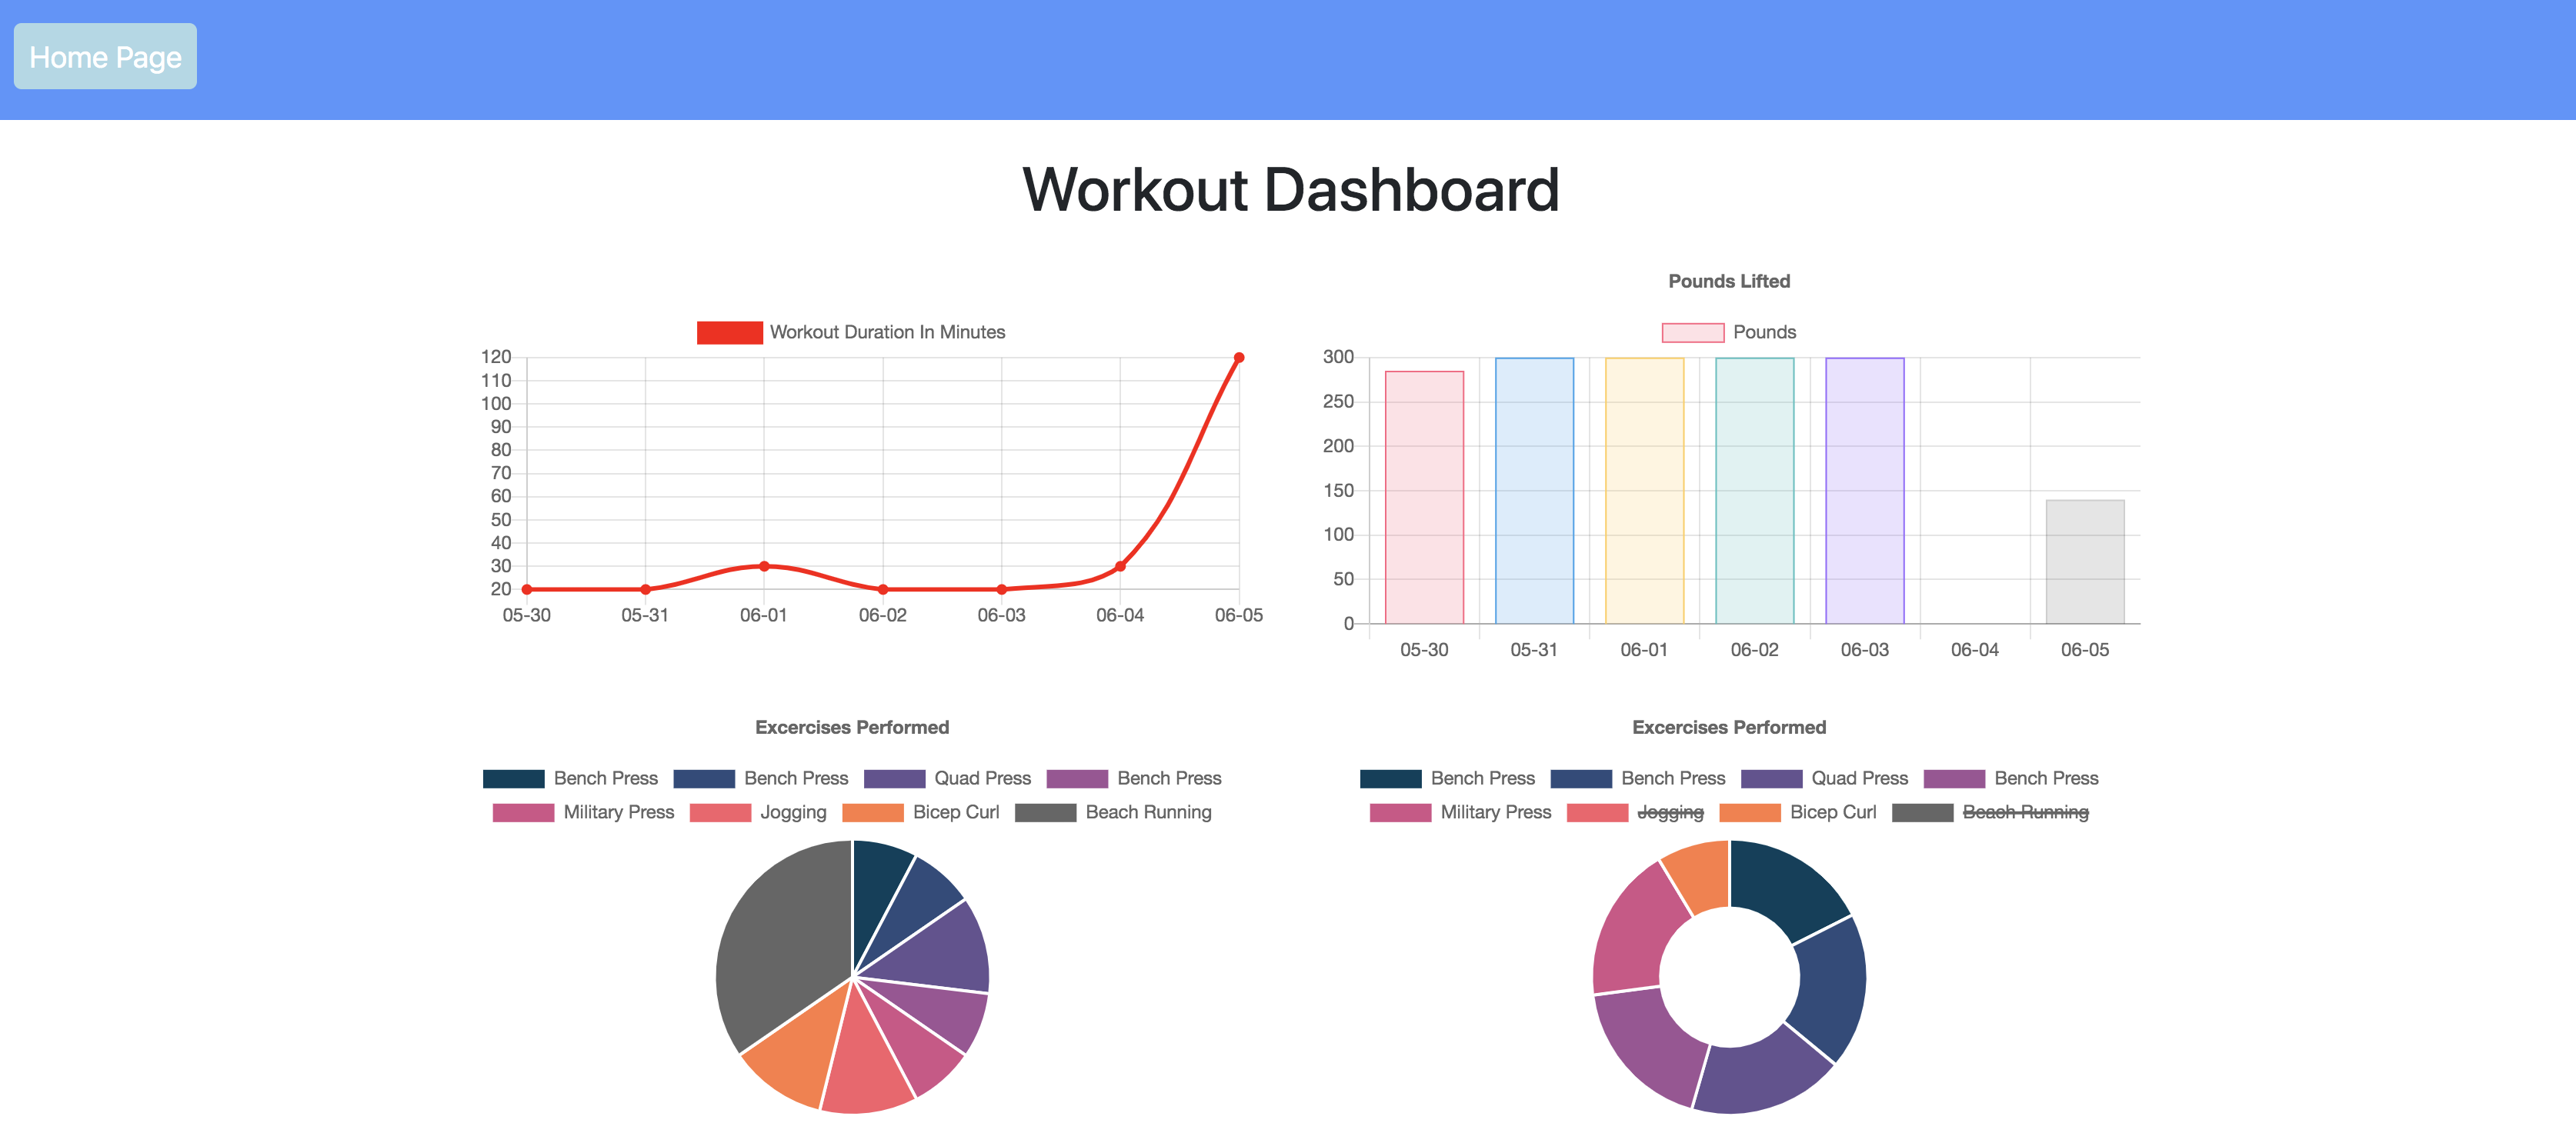 Home Page
Workout Dashboard
Workout Duration In Minutes
120
110
100
90
80
70
60
50
40
30
20
05-30 05-31 06-01 06-02 06-03 06-04 06-05
Pounds Lifted
Pounds
300
250
200
150
100
50
0
05-30 05-31 06-01 06-02 06-03 06-04 06-05
Excercises Performed
Bench Press Bench Press Quad Press Bench Press
Military Press Jogging Bicep Curl Beach Running
Excercises Performed
Bench Press Bench Press Quad Press Bench Press
Military Press Jogging Bicep Curl Beach Running